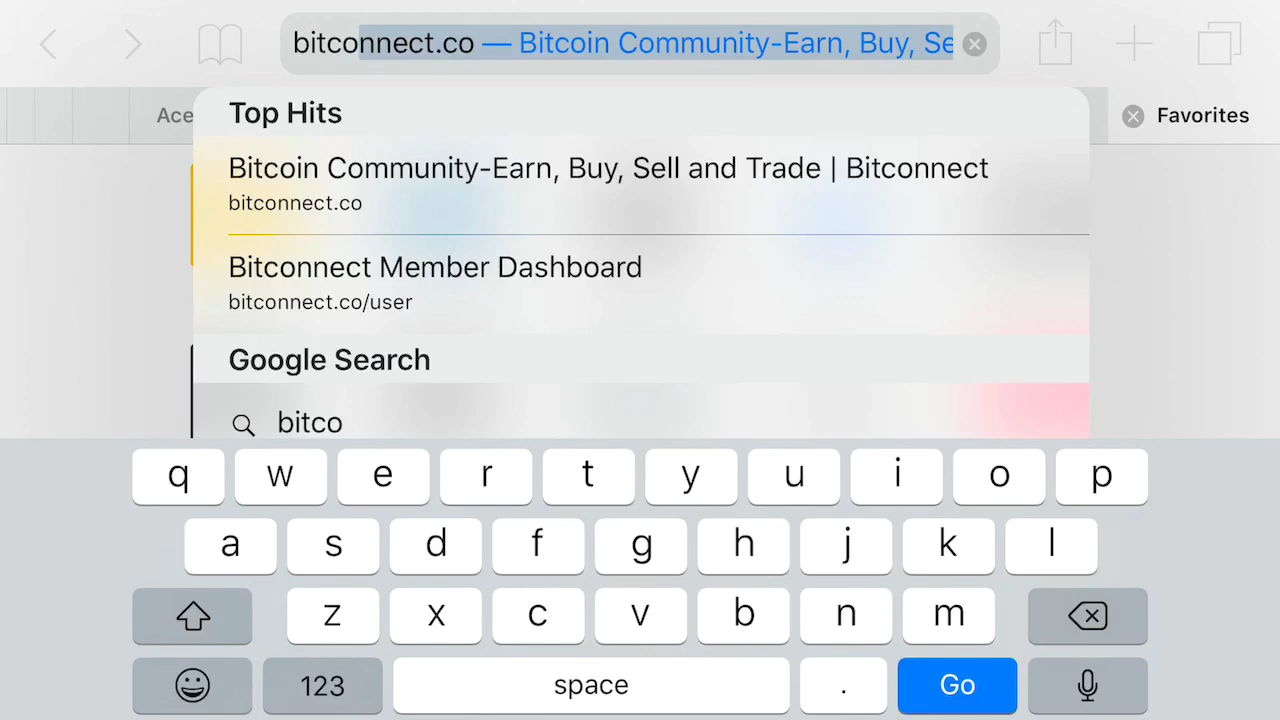 bitconnect.co — Bitcoin Community-Earn, Buy, Se
Ace
Favorites
Top Hits
Bitcoin Community-Earn, Buy, Sell and Trade | Bitconnect
bitconnect.co
Bitconnect Member Dashboard
bitconnect.co/user
Google Search
bitco
q w e r t y u i o p
a s d f g h j k l
z x c v b n m
123 space . Go